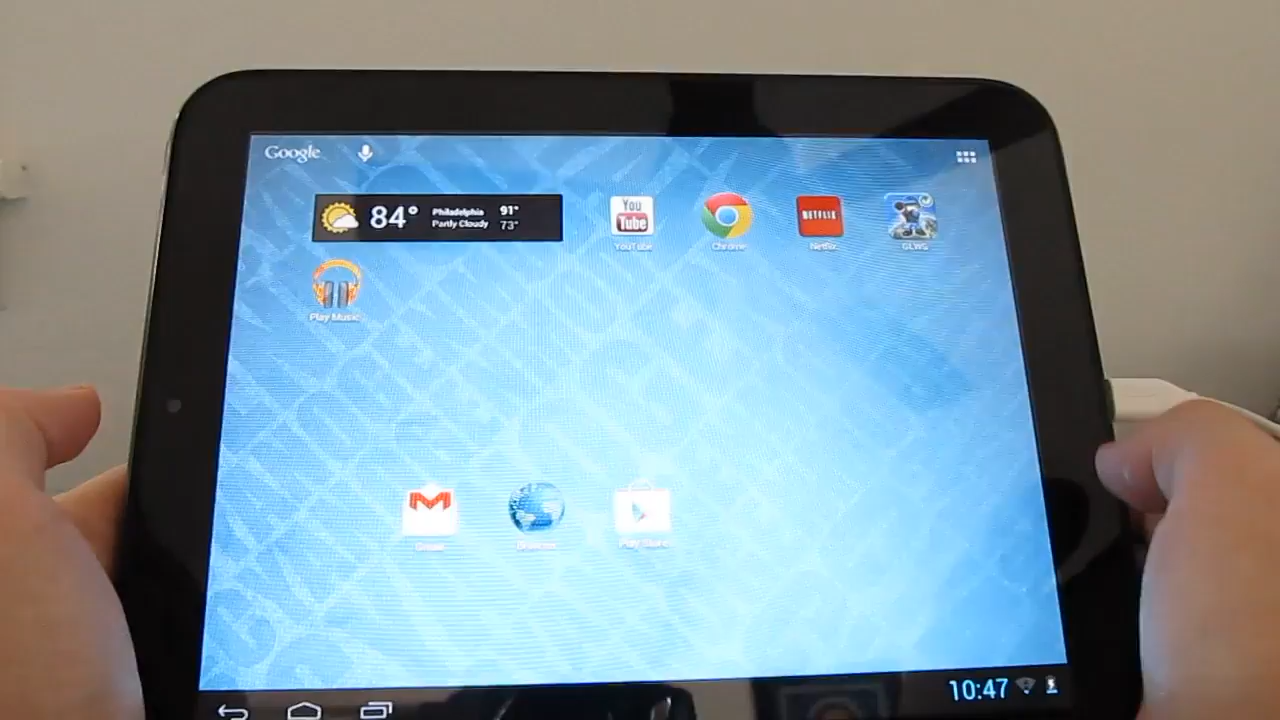 Google
84° Philadelphia 91°
Partly Cloudy 73°
You
Tube
NETFLIX
YouTube
Chrome
Netflix
GLWG
Play Music
Gmail
Browser
Play Store
10:47